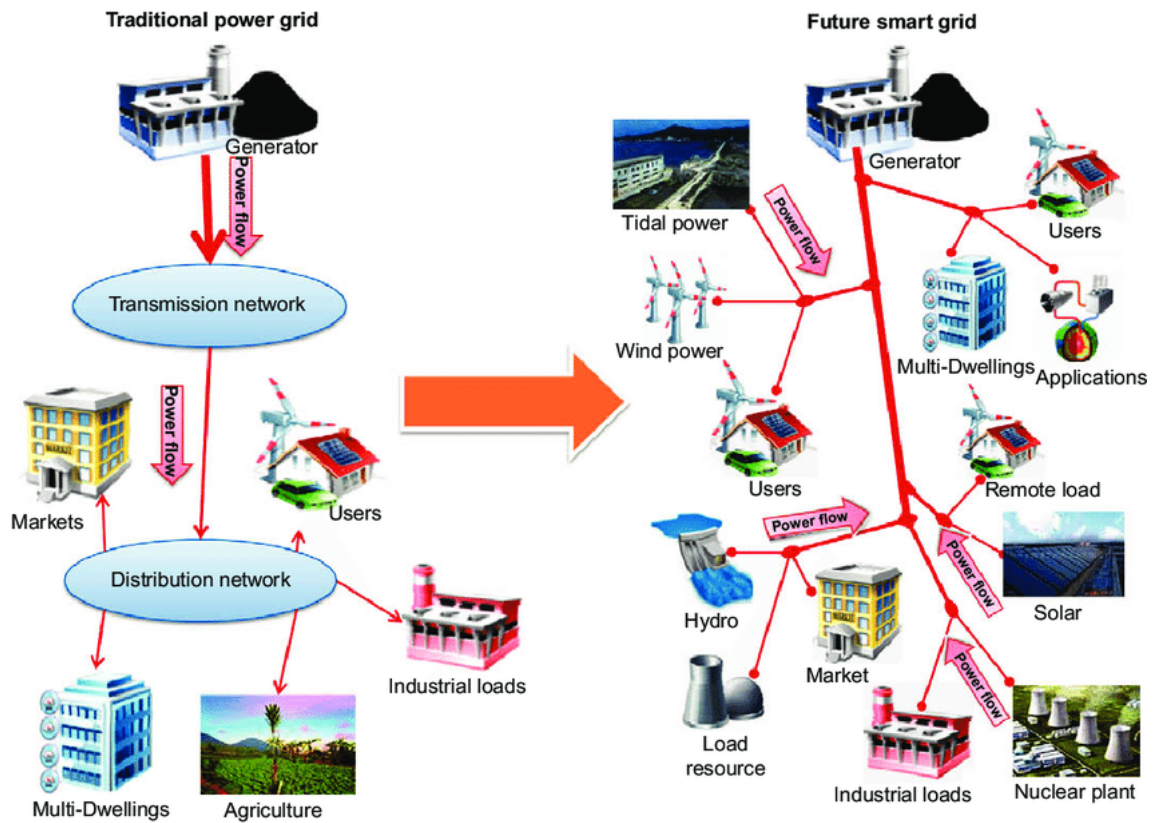 Traditional power grid
Generator
Power flow
Transmission network
Power flow
Markets
Users
Distribution network
Industrial loads
Multi-Dwellings
Agriculture
Future smart grid
Generator
Tidal power
Power flow
Users
Wind power
Multi-Dwellings
Applications
Users
Remote load
Power flow
Power flow
Hydro
Solar
Market
Power flow
Load
resource
Industrial loads
Nuclear plant